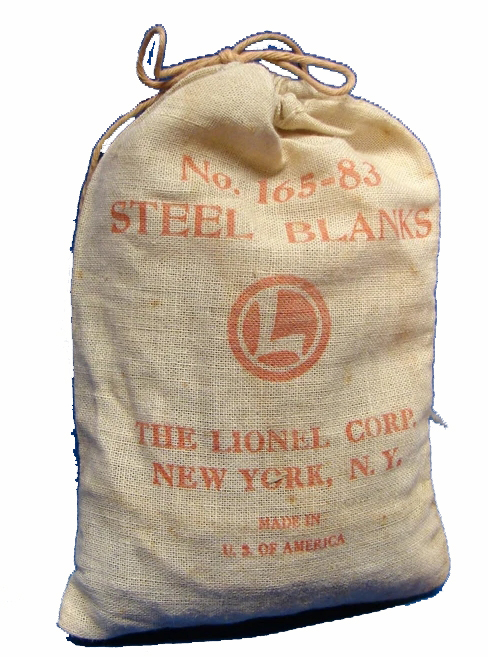 No. 165-83
STEEL BLANKS
L
THE LIONEL CORP.
NEW YORK, N. Y.
MADE IN
U. S. OF AMERICA